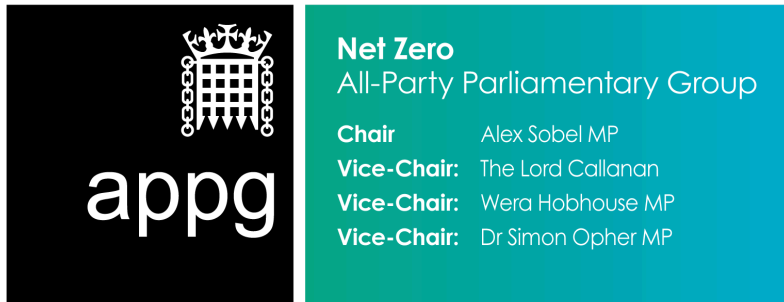 appg
Net Zero
All-Party Parliamentary Group
Chair Alex Sobel MP
Vice-Chair: The Lord Callanan
Vice-Chair: Wera Hobhouse MP
Vice-Chair: Dr Simon Opher MP